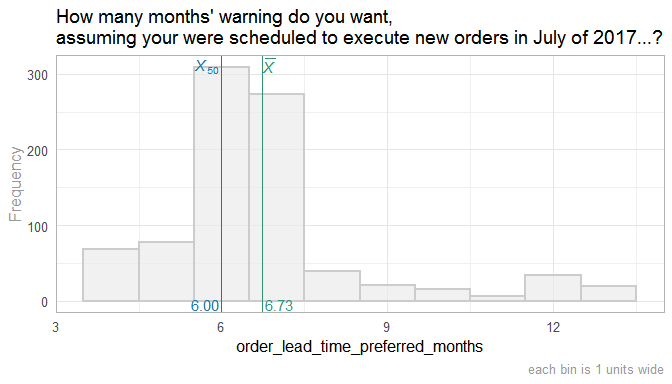 How many months' warning do you want,
assuming your were scheduled to execute new orders in July of 2017...?
300
200
100
0
Frequency
X₅₀
X̅
6.00
6.73
3
6
9
12
order_lead_time_preferred_months
each bin is 1 units wide